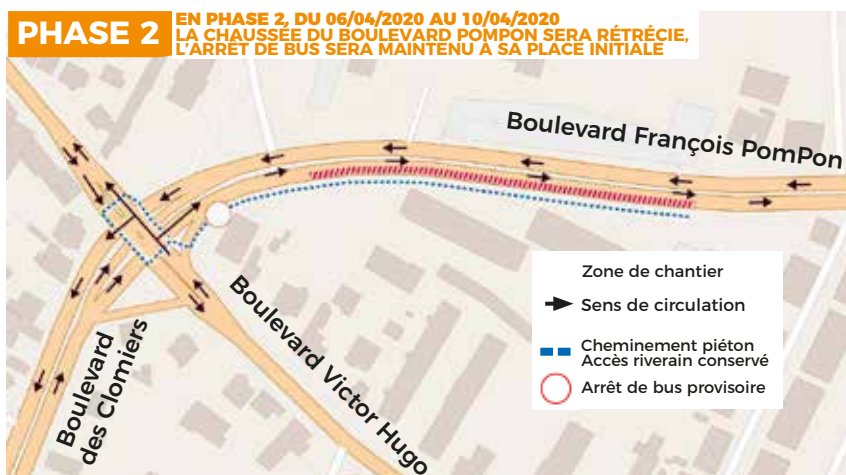 PHASE 2
EN PHASE 2, DU 06/04/2020 AU 10/04/2020
LA CHAUSSÉE DU BOULEVARD POMPON SERA RÉTRÉCIE,
L'ARRÊT DE BUS SERA MAINTENU A SA PLACE INITIALE
Boulevard François PomPon
Boulevard
des Clomiers
Boulevard Victor Hugo
Zone de chantier
Sens de circulation
Cheminement piéton
Accès riverain conservé
Arrêt de bus provisoire